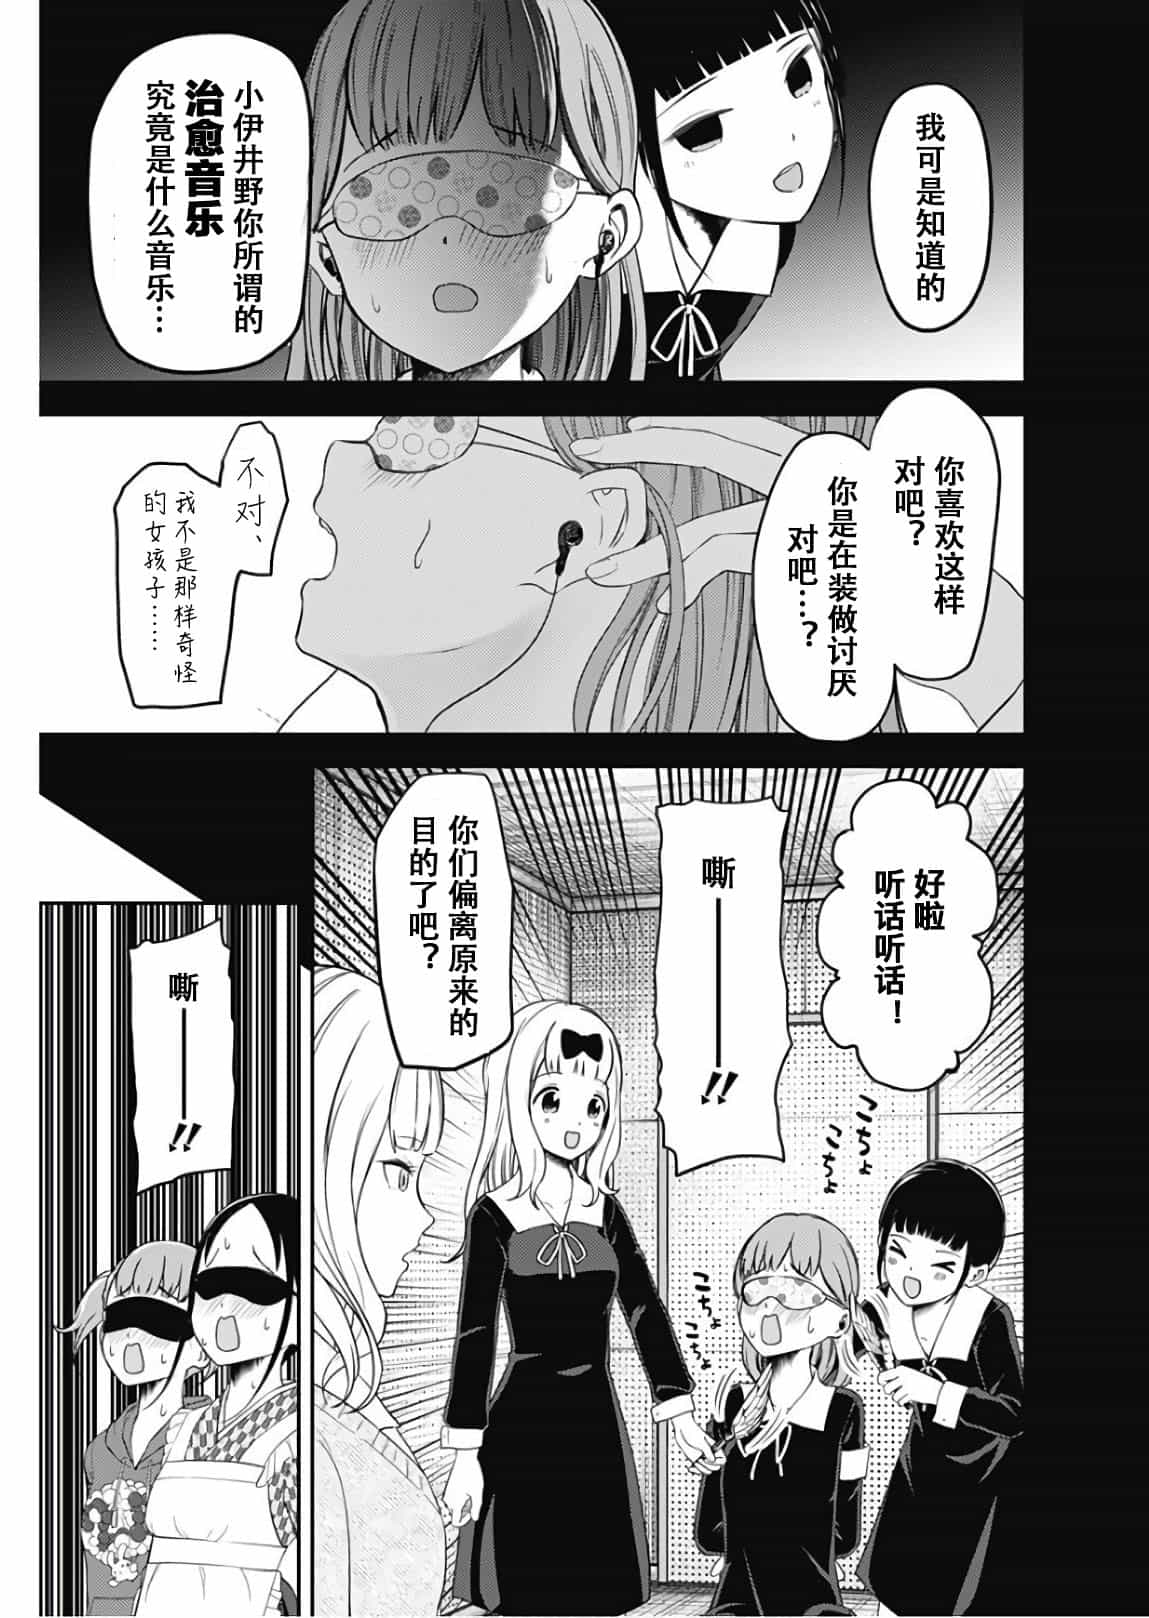 我可是知道的
小伊井野你所谓的
治愈音乐
究竟是什么音乐…
你喜欢这样
对吧？
你是在装做讨厌
对吧…？
不对、
我不是那样奇怪
的女孩子……
好啦
听话听话！
嘶——!!
你们偏离原来的
目的了吧？
こちょ
こちょ
こちょ
こちょ
嘶——!!